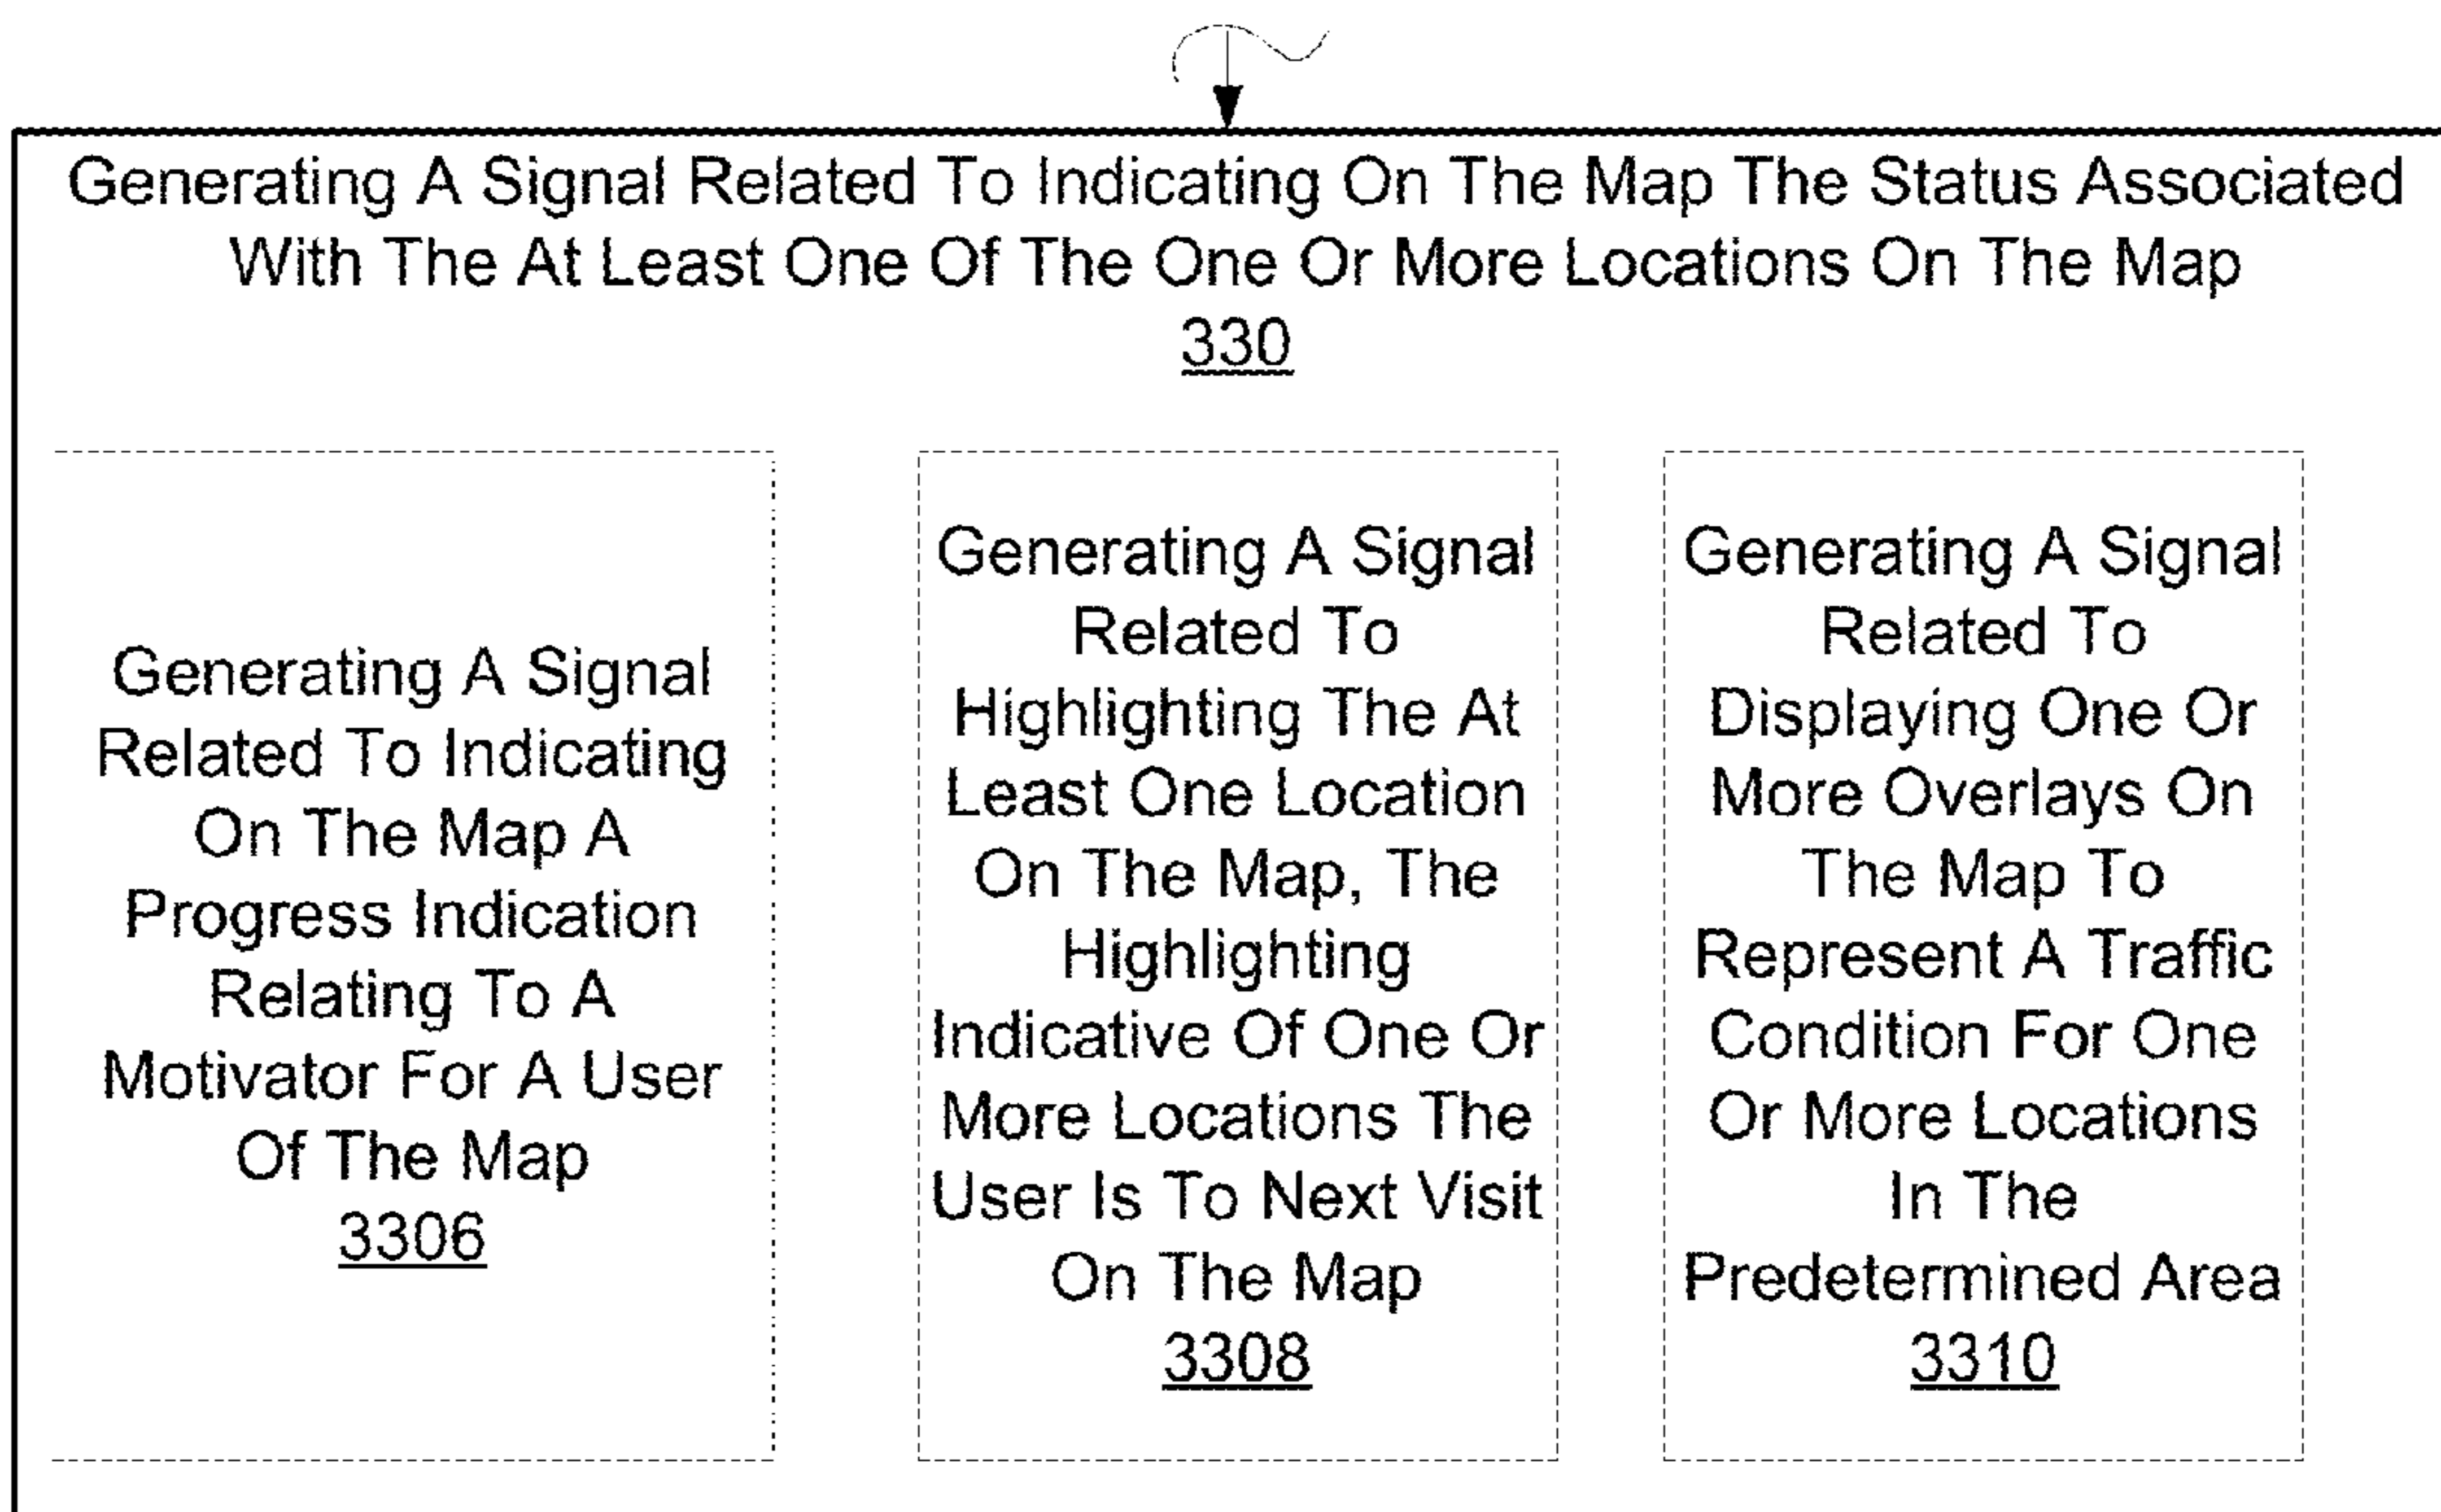 Generating A Signal Related To Indicating On The Map The Status Associated
With The At Least One Of The One Or More Locations On The Map
330
Generating A Signal
Related To Indicating
On The Map A
Progress Indication
Relating To A
Motivator For A User
Of The Map
3306
Generating A Signal
Related To
Highlighting The At
Least One Location
On The Map, The
Highlighting
Indicative Of One Or
More Locations The
User Is To Next Visit
On The Map
3308
Generating A Signal
Related To
Displaying One Or
More Overlays On
The Map To
Represent A Traffic
Condition For One
Or More Locations
In The
Predetermined Area
3310